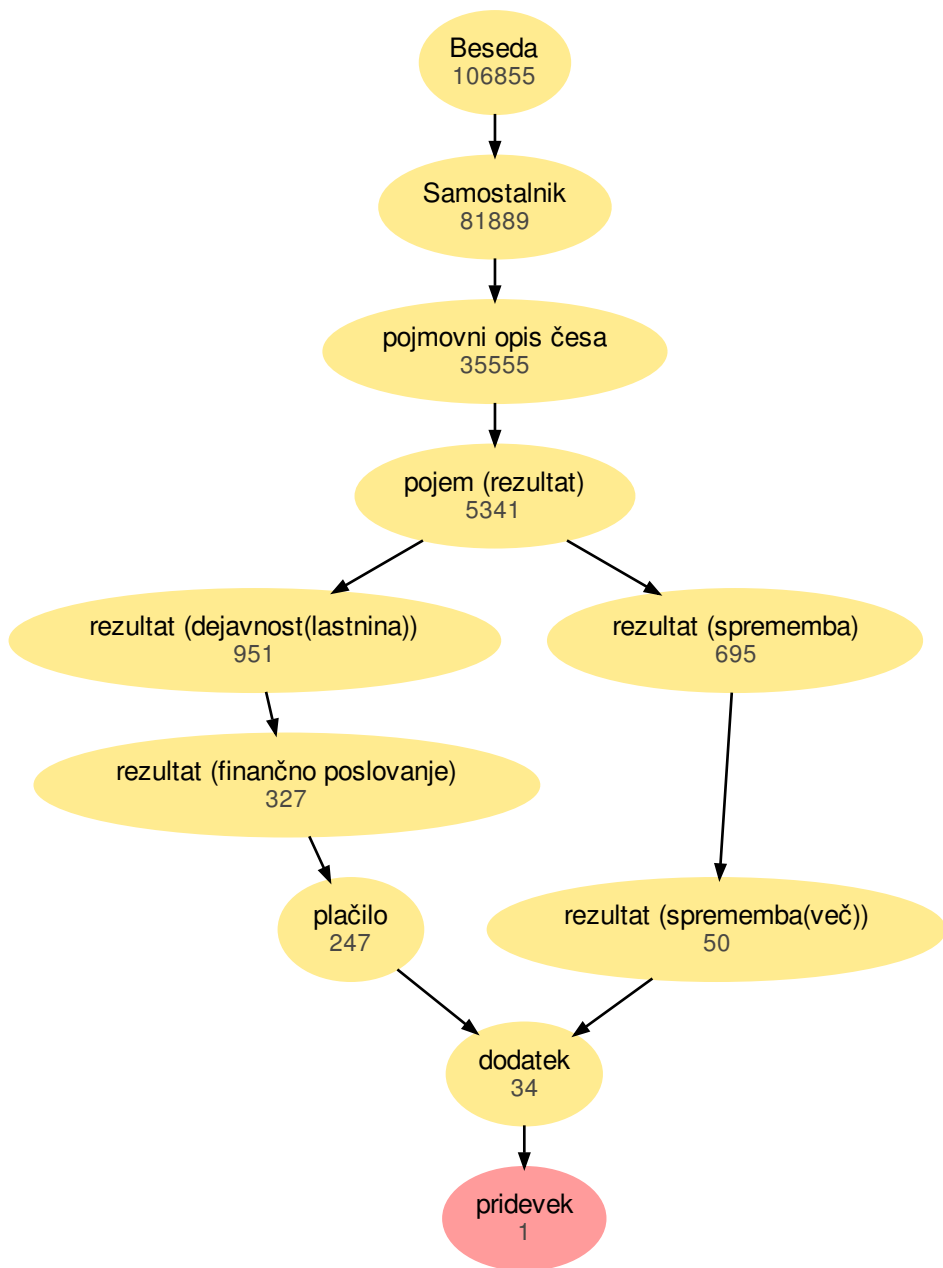 Beseda
106855
Samostalnik
81889
pojmovni opis česa
35555
pojem (rezultat)
5341
rezultat (dejavnost(lastnina))
951
rezultat (sprememba)
695
rezultat (finančno poslovanje)
327
plačilo
247
rezultat (sprememba(več))
50
dodatek
34
pridevek
1